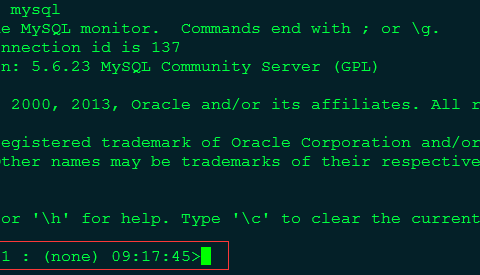 mysql
e MySQL monitor.  Commands end with ; or \g.
onnection id is 137
n: 5.6.23 MySQL Community Server (GPL)
2000, 2013, Oracle and/or its affiliates. All r
egistered trademark of Oracle Corporation and/or
Other names may be trademarks of their respective
or '\h' for help. Type '\c' to clear the current
1 : (none) 09:17:45>